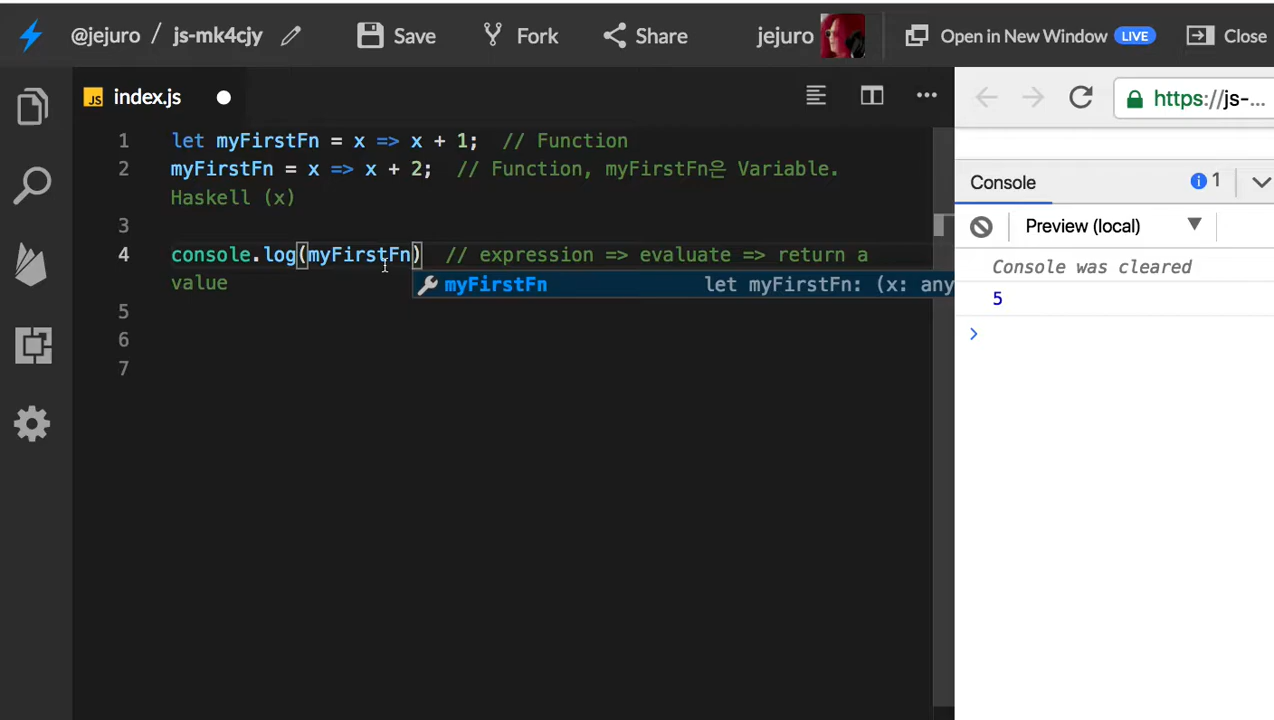 @jejuro / js-mk4cjy Save Fork Share jejuro Open in New Window LIVE Close
JS index.js
https://js-...
1 let myFirstFn = x => x + 1; // Function
2 myFirstFn = x => x + 2; // Function, myFirstFn은 Variable.
Haskell (x)
3
4 console.log(myFirstFn) // expression => evaluate => return a
value
myFirstFn let myFirstFn: (x: any
5
6
7
Console 1
Preview (local)
Console was cleared
5